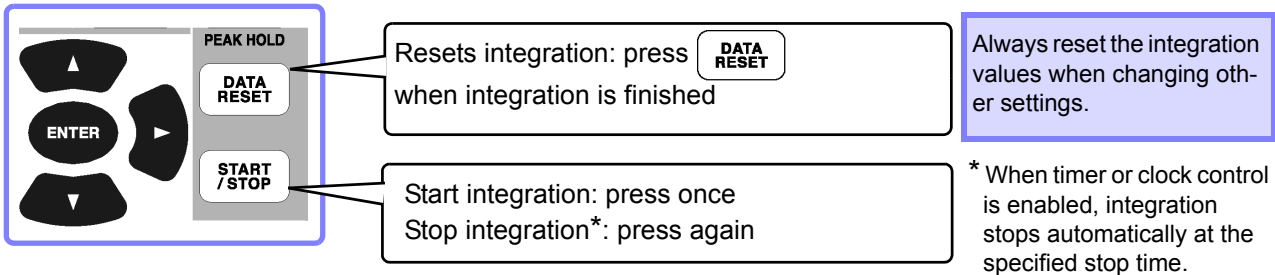 PEAK HOLD
DATA
RESET
ENTER
START
/ STOP
Resets integration: press DATA RESET
when integration is finished
Start integration: press once
Stop integration*: press again
Always reset the integration
values when changing oth-
er settings.
* When timer or clock control
is enabled, integration
stops automatically at the
specified stop time.